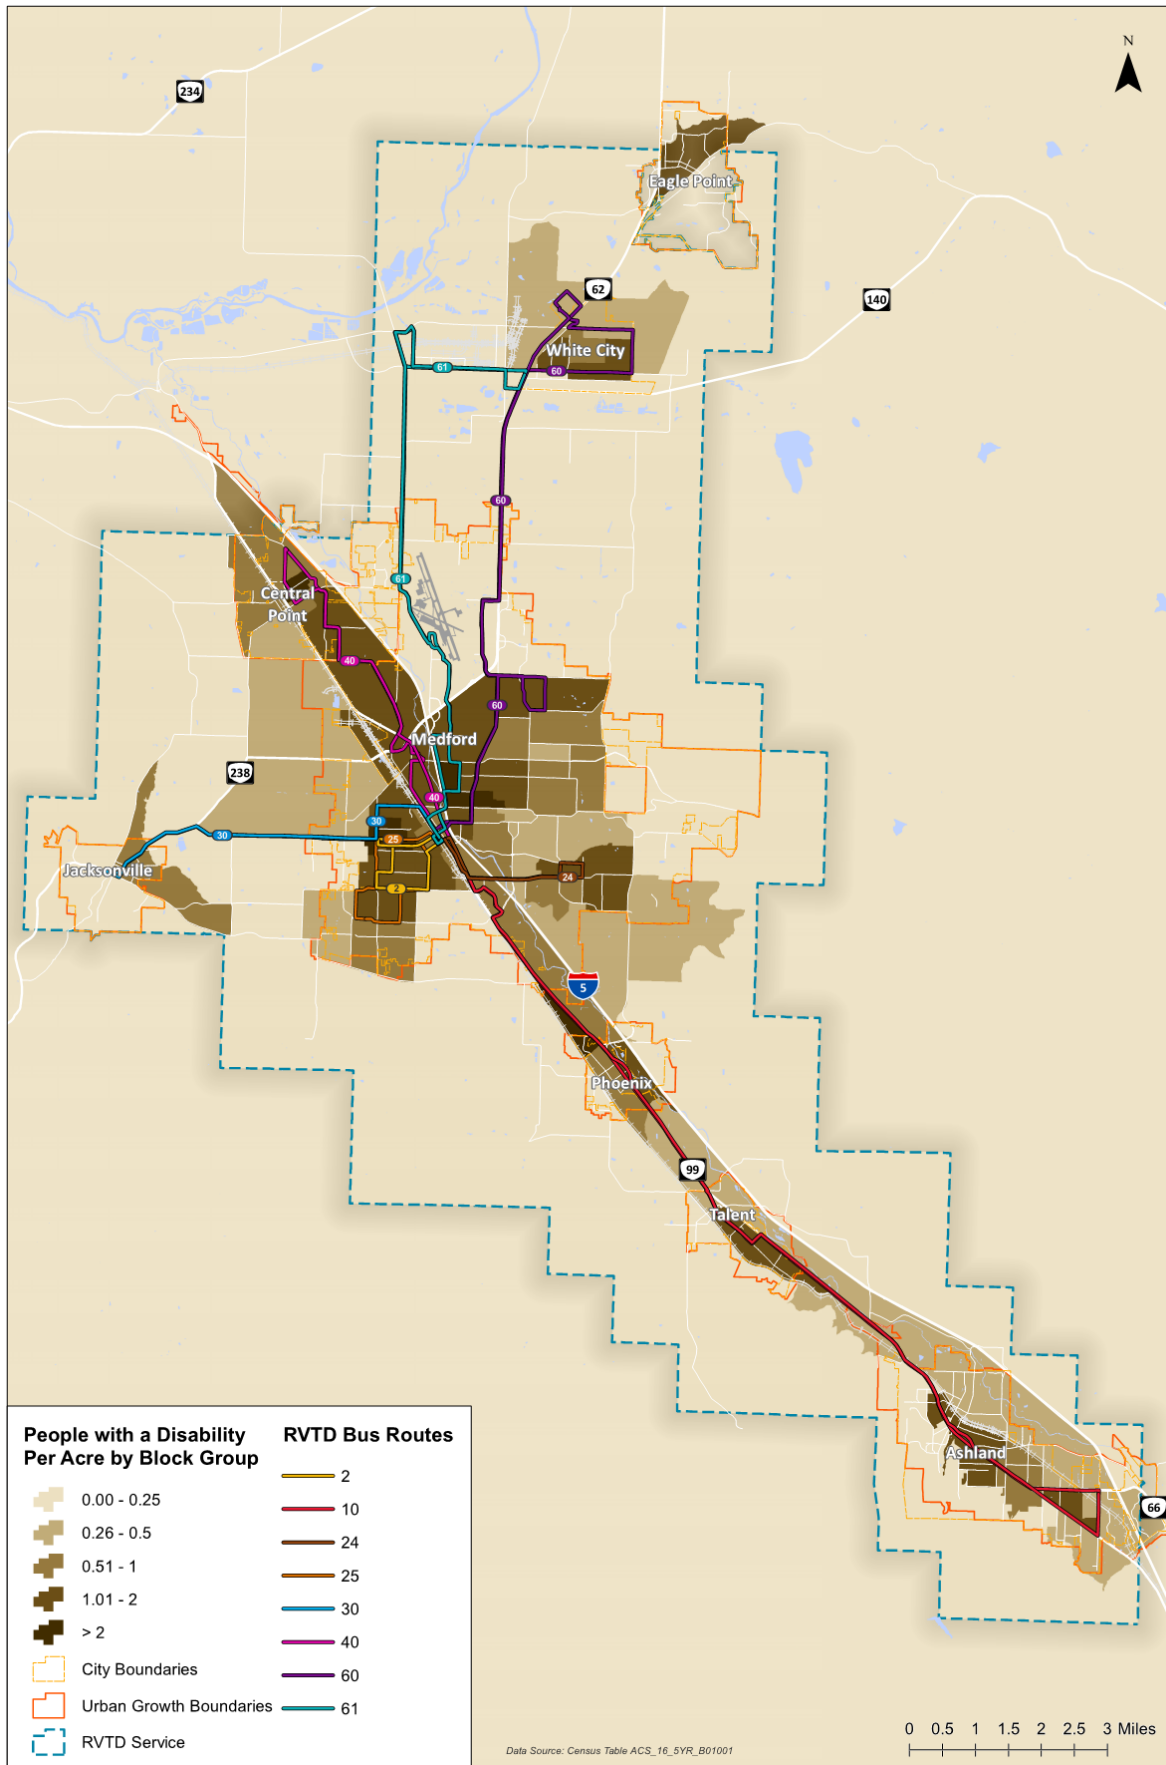 N
234
Eagle Point
62
140
White City
61
60
60
61
Central
Point
40
60
Medford
238
40
30
30
25
Jacksonville
24
2
5
Phoenix
99
Talent
Ashland
66
People with a Disability
Per Acre by Block Group
0.00 - 0.25
0.26 - 0.5
0.51 - 1
1.01 - 2
> 2
City Boundaries
Urban Growth Boundaries
RVTD Service
RVTD Bus Routes
2
10
24
25
30
40
60
61
0 0.5 1 1.5 2 2.5 3 Miles
Data Source: Census Table ACS_16_5YR_B01001